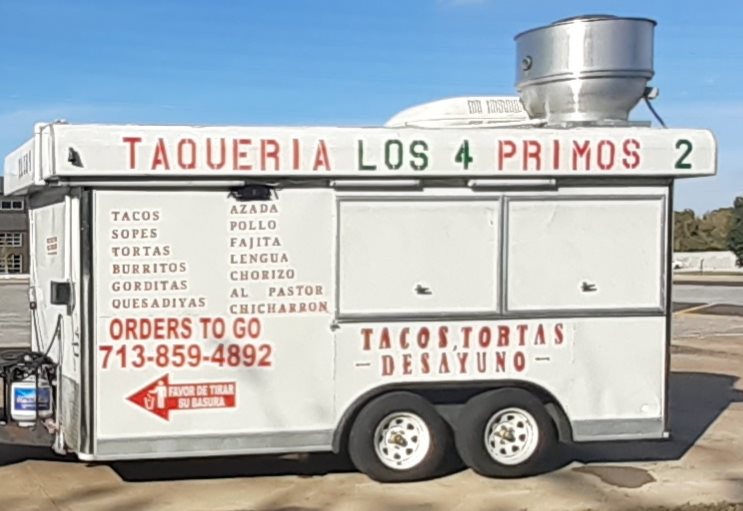 TAQUERIA LOS 4 PRIMOS 2
TACOS
SOPES
TORTAS
BURRITOS
GORDITAS
QUESADIYAS
AZADA
POLLO
FAJITA
LENGUA
CHORIZO
AL PASTOR
CHICHARRON
ORDERS TO GO
713-859-4892
FAVOR DE TIRAR
SU BASURA
TACOS, TORTAS
- DESAYUNO -